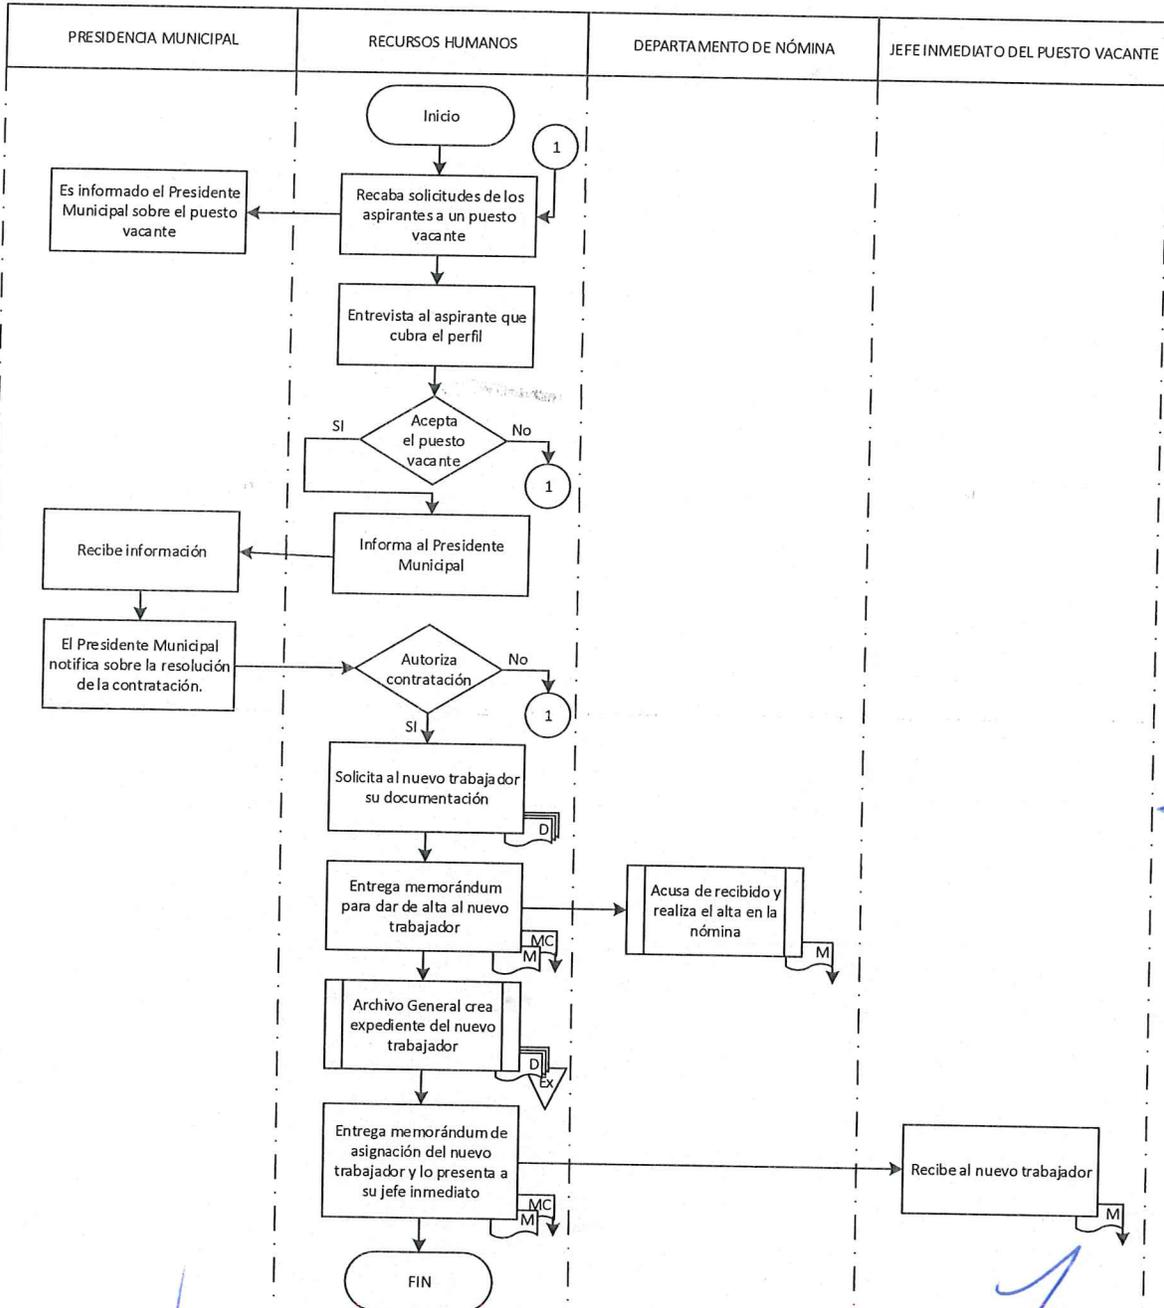 PRESIDENCIA MUNICIPAL
RECURSOS HUMANOS
DEPARTAMENTO DE NÓMINA
JEFE INMEDIATO DEL PUESTO VACANTE
Inicio
1
Es informado el Presidente
Municipal sobre el puesto
vacante
Recaba solicitudes de los
aspirantes a un puesto
vacante
Entrevista al aspirante que
cubra el perfil
Acepta
el puesto
vacante
SI
No
1
Recibe información
Informa al Presidente
Municipal
El Presidente Municipal
notifica sobre la resolución
de la contratación.
Autoriza
contratación
No
1
SI
Solicita al nuevo trabajador
su documentación
D
Entrega memorándum
para dar de alta al nuevo
trabajador
MC
M
Acusa de recibido y
realiza el alta en la
nómina
M
Archivo General crea
expediente del nuevo
trabajador
D
Ex
Entrega memorándum de
asignación del nuevo
trabajador y lo presenta a
su jefe inmediato
MC
M
Recibe al nuevo trabajador
M
FIN